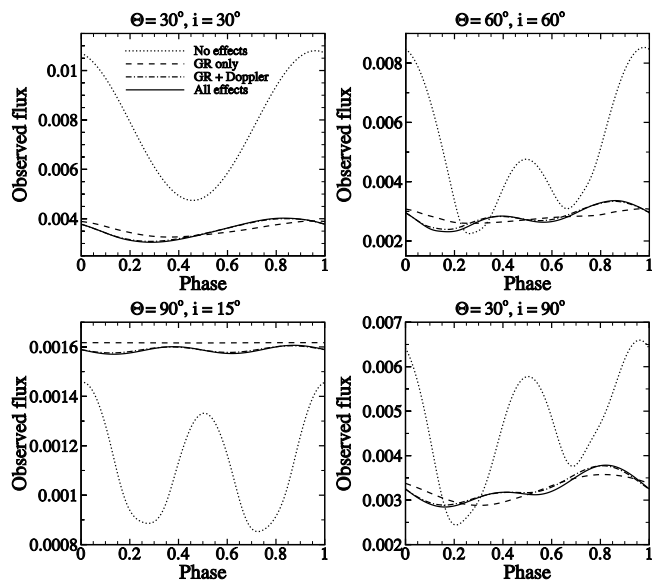 Θ= 30°, i = 30°
Θ= 60°, i = 60°
No effects
GR only
GR + Doppler
All effects
Observed flux
0.01
0.008
0.006
0.004
0 0.2 0.4 0.6 0.8 1
Phase
Observed flux
0.008
0.006
0.004
0.002
0 0.2 0.4 0.6 0.8 1
Phase
Θ= 90°, i = 15°
Θ= 30°, i = 90°
Observed flux
0.0016
0.0014
0.0012
0.001
0.0008
0 0.2 0.4 0.6 0.8 1
Phase
Observed flux
0.007
0.006
0.005
0.004
0.003
0.002
0 0.2 0.4 0.6 0.8 1
Phase